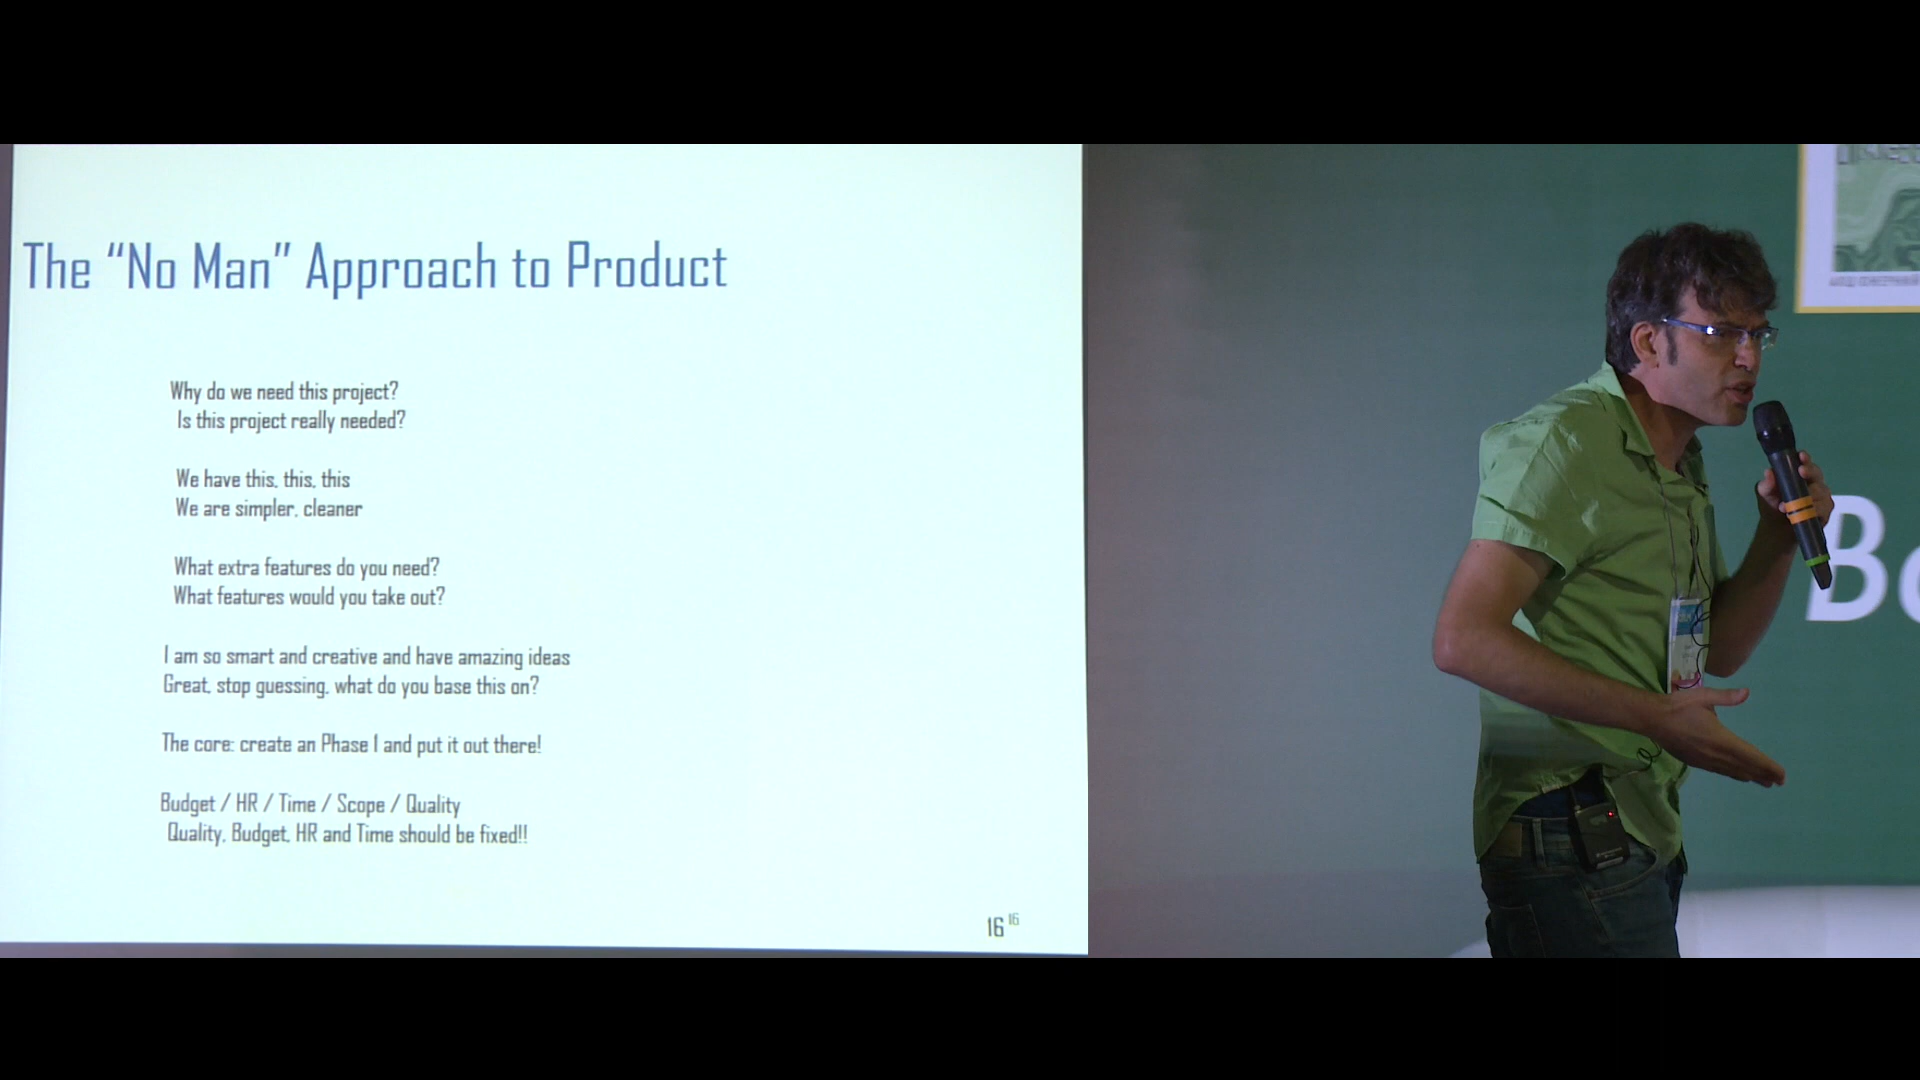 The “No Man” Approach to Product
Why do we need this project?
Is this project really needed?
We have this, this, this
We are simpler, cleaner
What extra features do you need?
What features would you take out?
I am so smart and creative and have amazing ideas
Great, stop guessing, what do you base this on?
The core: create an Phase 1 and put it out there!
Budget / HR / Time / Scope / Quality
Quality, Budget, HR and Time should be fixed!!
16 16